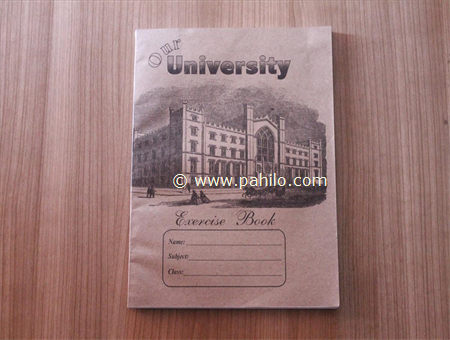 Our
University
© www.pahilo.com
Exercise Book
Name:
Subject:
Class: